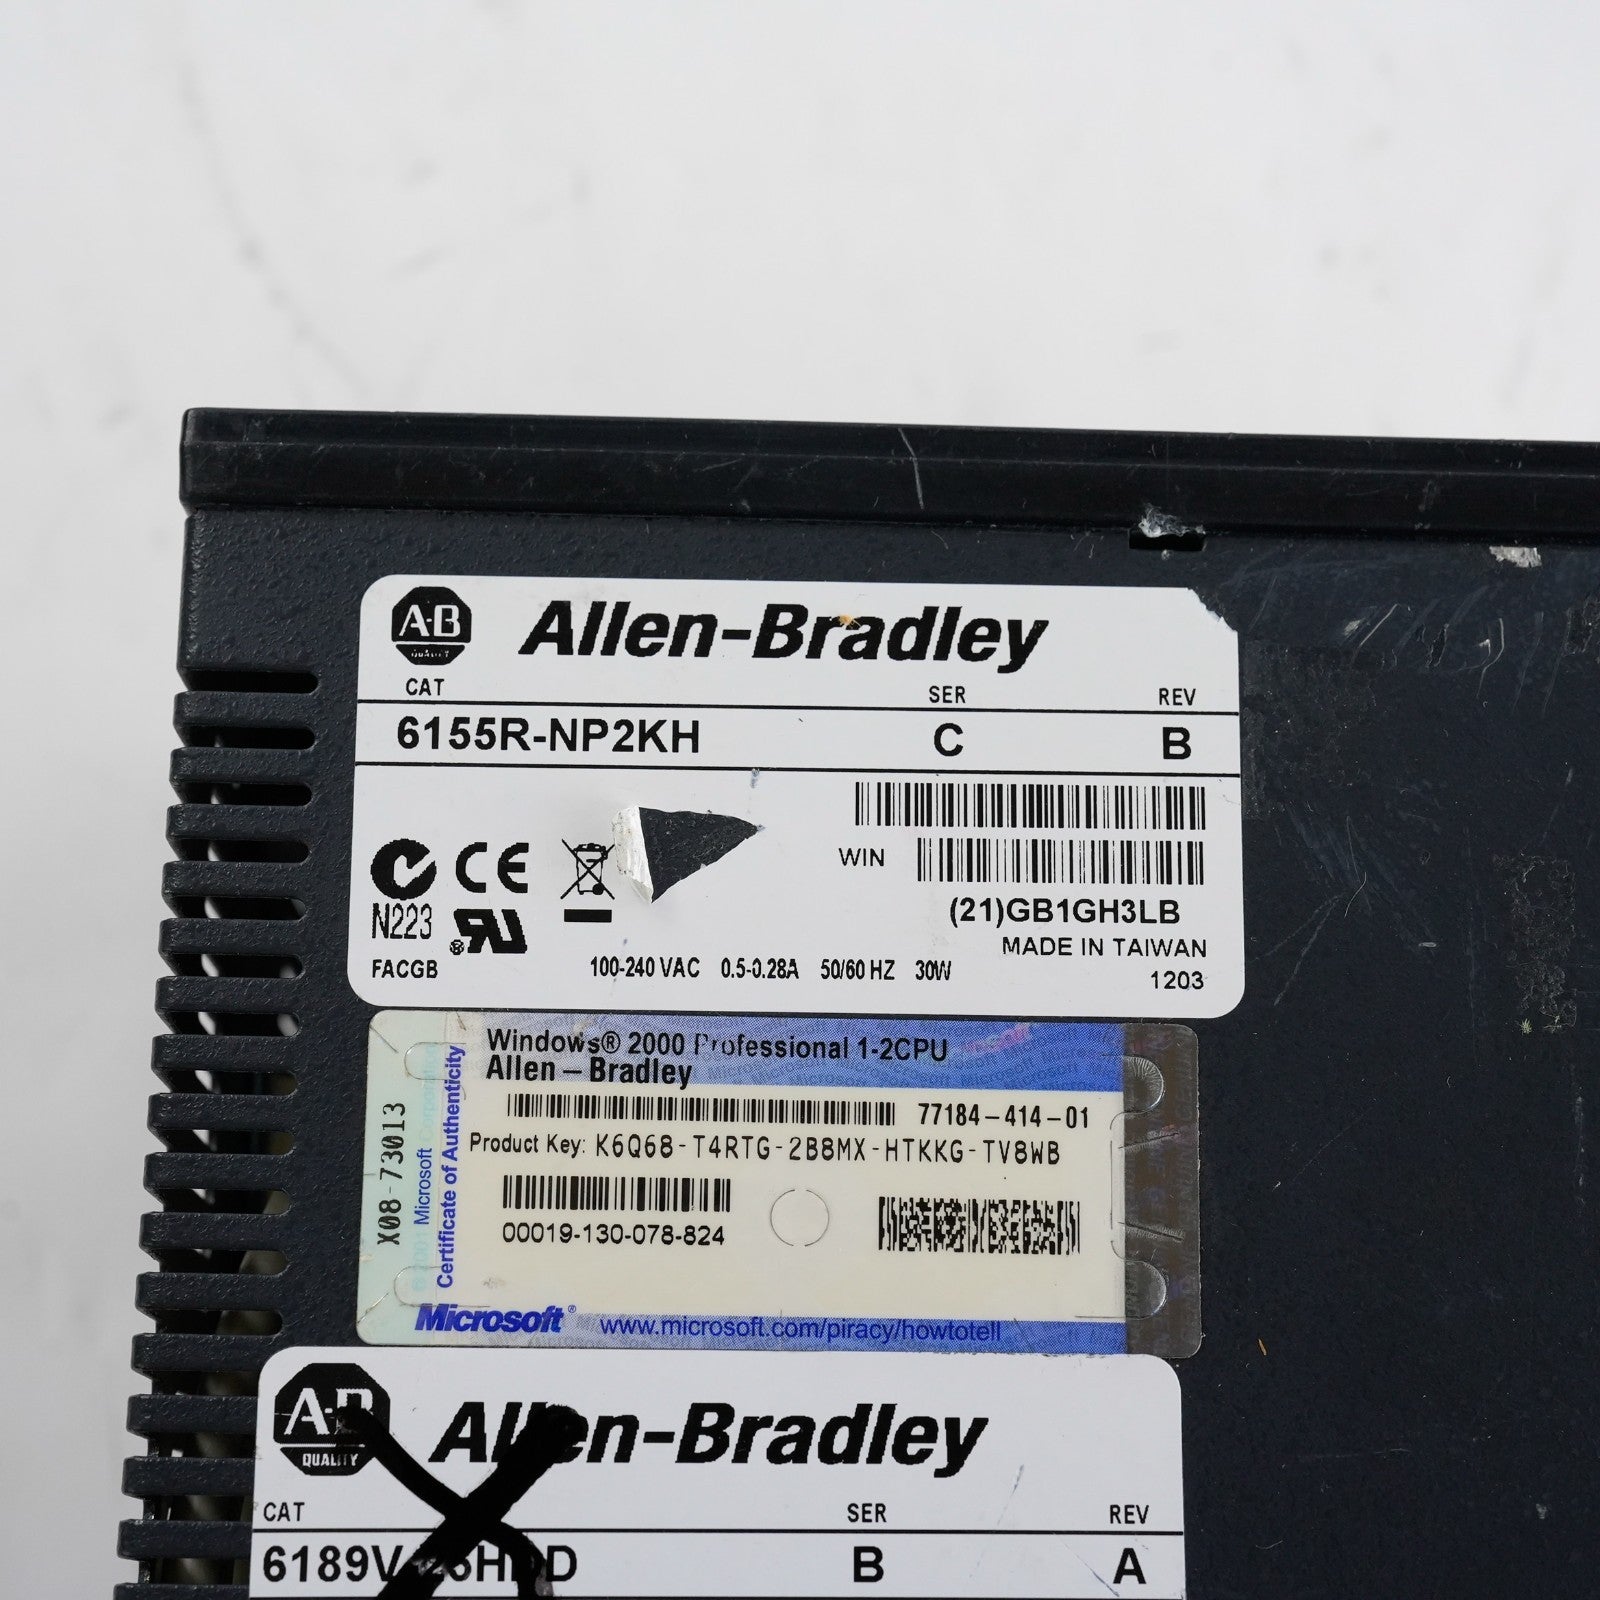 A-B
QUALITY
Allen-Bradley
CAT SER REV
6155R-NP2KH C B
WIN
(21)GB1GH3LB
MADE IN TAIWAN
1203
N223
FACGB
CE
100-240 VAC 0.5-0.28A 50/60 HZ 30W
Windows® 2000 Professional 1-2CPU
Allen-Bradley
77184-414-01
Product Key: K6Q68-T4RTG-2B8MX-HTKKG-TV8WB
00019-130-078-824
X08-73013
Microsoft Corporation
Certificate of Authenticity
Microsoft® www.microsoft.com/piracy/howtotell
A-B
QUALITY
Allen-Bradley
CAT SER REV
B A